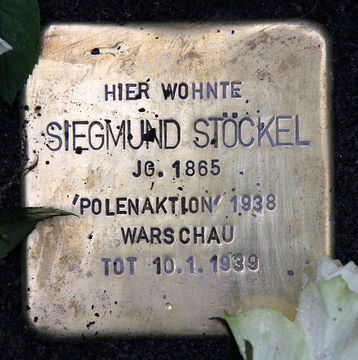 HIER WOHNTE
SIEGMUND STÖCKEL
JG. 1865
'POLENAKTION' 1938
WARSCHAU
TOT 10.1.1939